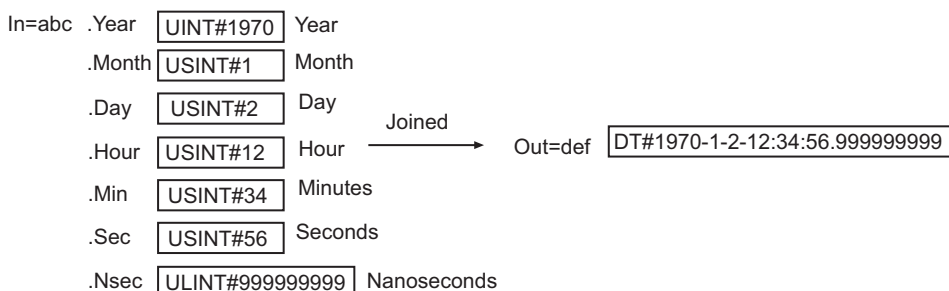 In=abc .Year UINT#1970 Year
.Month USINT#1 Month
.Day USINT#2 Day
Joined
.Hour USINT#12 Hour Out=def DT#1970-1-2-12:34:56.999999999
.Min USINT#34 Minutes
.Sec USINT#56 Seconds
.Nsec ULINT#999999999 Nanoseconds